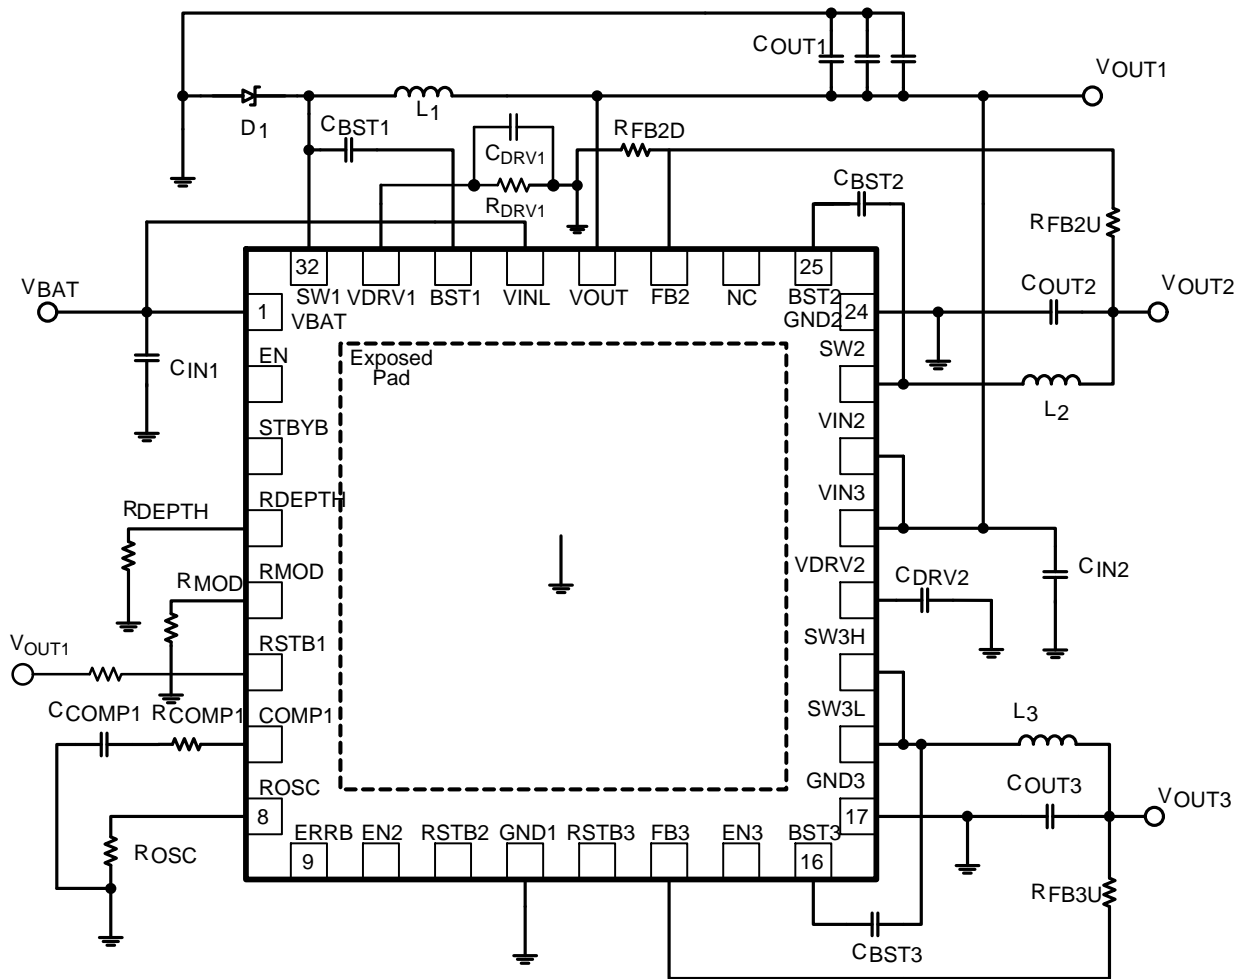 COUT1
VOUT1
D1
L1
CBST1
CDRV1
RDRV1
RFB2D
CBST2
RFB2U
VBAT
COUT2
VOUT2
32
25
SW1
VDRV1
BST1
VINL
VOUT
FB2
NC
BST2
1
VBAT
GND2
24
CIN1
EN
Exposed
Pad
SW2
L2
STBYB
VIN2
RDEPTH
RDEPTH
VIN3
RMOD
RMOD
VDRV2
CDRV2
CIN2
VOUT1
RSTB1
SW3H
CCOMP1
RCOMP1
COMP1
SW3L
L3
ROSC
GND3
COUT3
VOUT3
8
17
ROSC
ERRB
EN2
RSTB2
GND1
RSTB3
FB3
EN3
BST3
9
16
RFB3U
CBST3